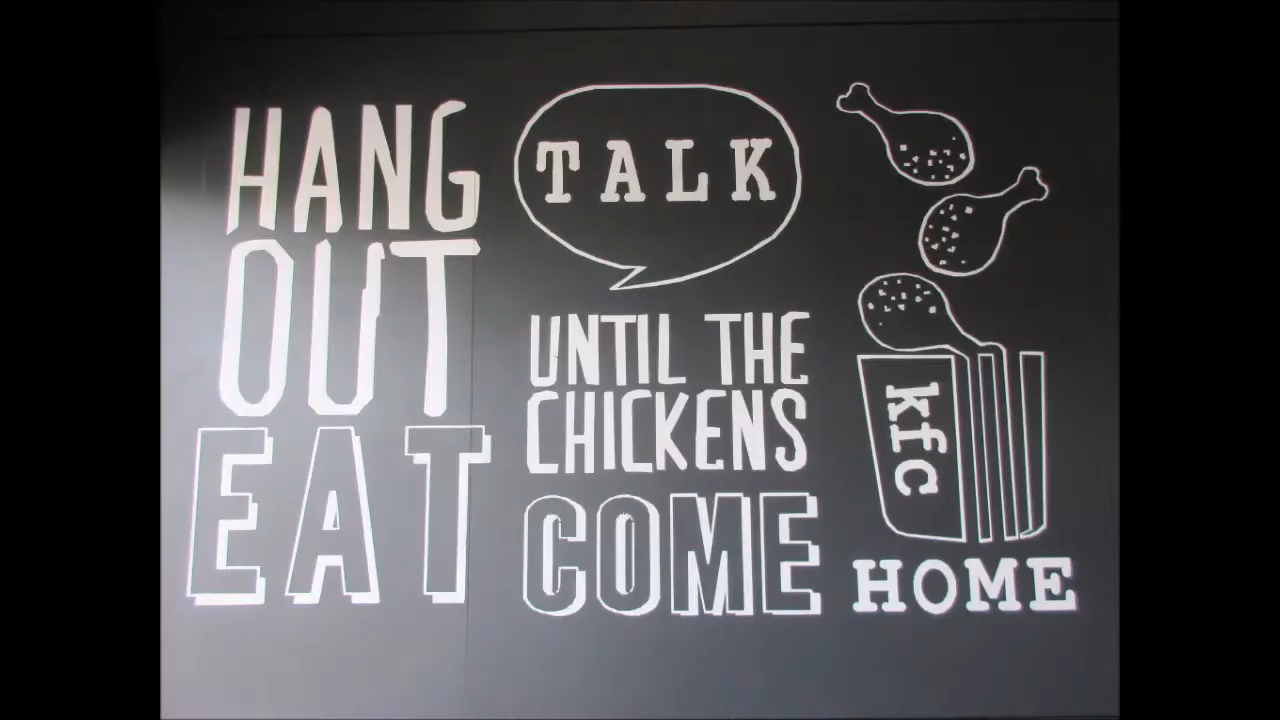 HANG
OUT
EAT
TALK
UNTIL THE
CHICKENS
COME
kfc
HOME